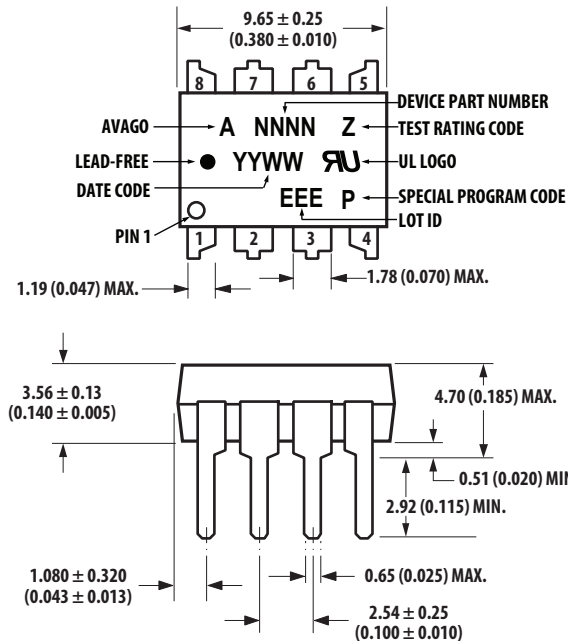 9.65 ± 0.25
(0.380 ± 0.010)
8 7 6 5
DEVICE PART NUMBER
AVAGO A NNNN Z TEST RATING CODE
LEAD-FREE YYWW UL LOGO
DATE CODE
EEE P SPECIAL PROGRAM CODE
LOT ID
PIN 1
1 2 3 4
1.19 (0.047) MAX.
1.78 (0.070) MAX.
3.56 ± 0.13
(0.140 ± 0.005)
4.70 (0.185) MAX.
0.51 (0.020) MIN
2.92 (0.115) MIN.
1.080 ± 0.320
(0.043 ± 0.013)
0.65 (0.025) MAX.
2.54 ± 0.25
(0.100 ± 0.010)